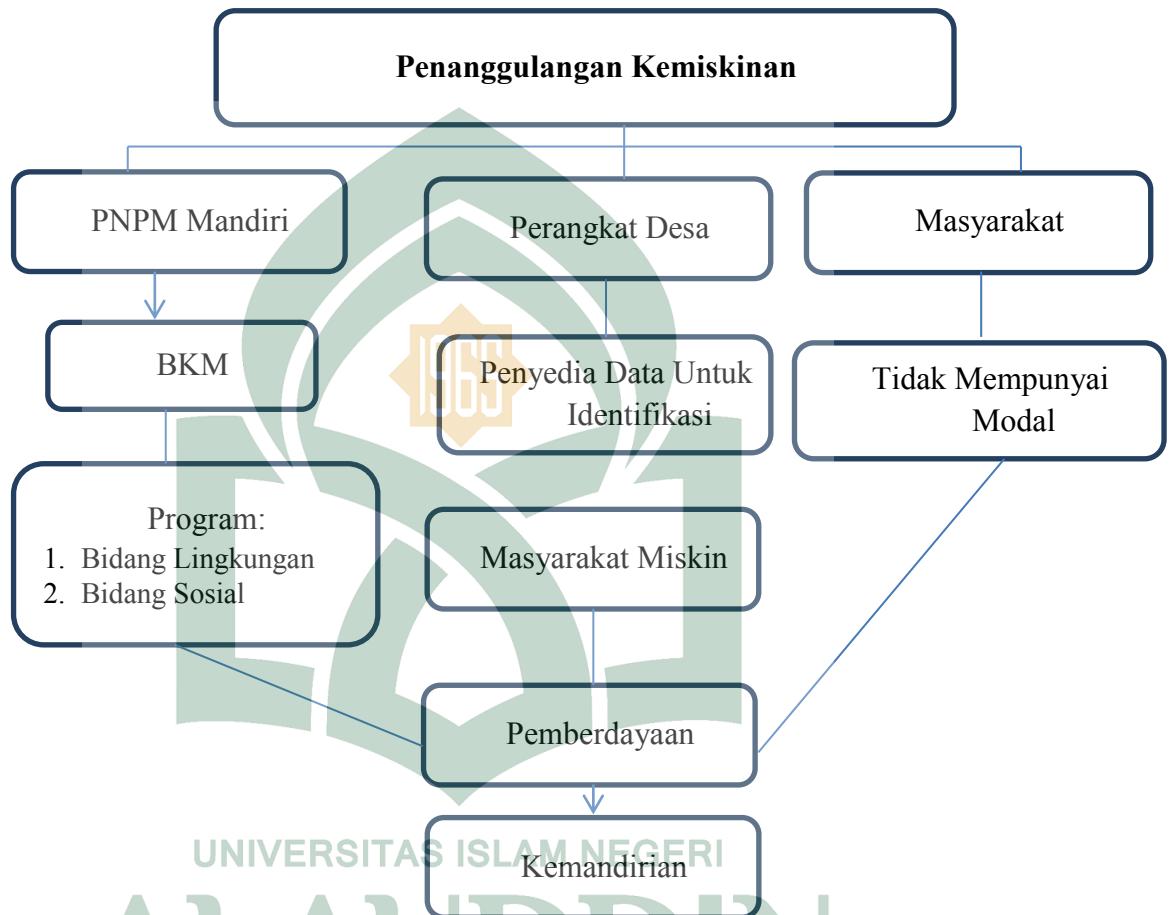 Penanggulangan Kemiskinan
PNPM Mandiri
Perangkat Desa
Masyarakat
BKM
Penyedia Data Untuk
Identifikasi
Tidak Mempunyai
Modal
Program:
1. Bidang Lingkungan
2. Bidang Sosial
Masyarakat Miskin
Pemberdayaan
Kemandirian
1965
UNIVERSITAS ISLAM NEGERI